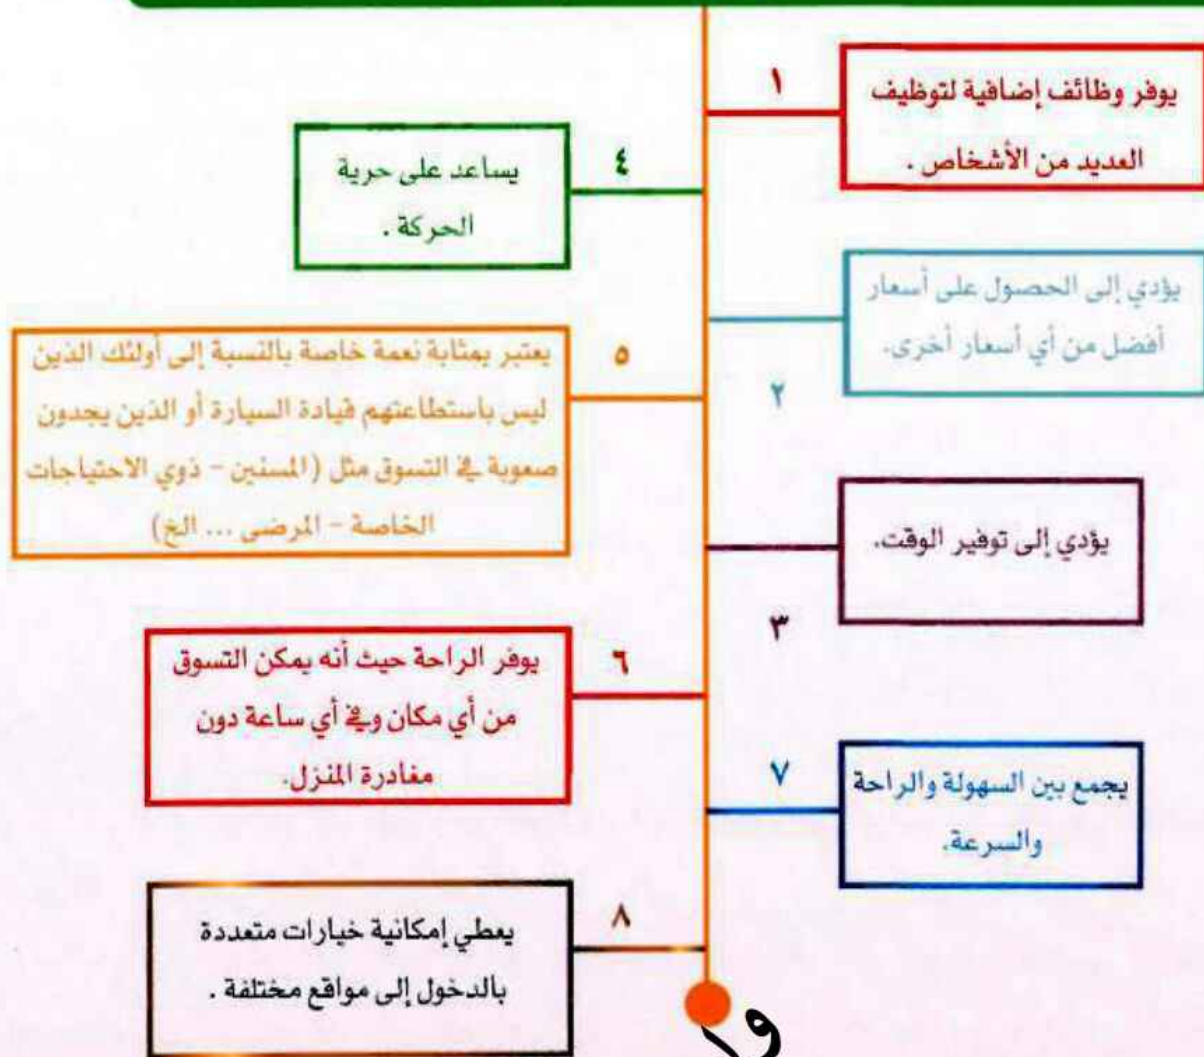 ١
يوفر وظائف إضافية لتوظيف
العديد من الأشخاص .
٢
يؤدي إلى الحصول على أسعار
أفضل من أي أسعار أخرى.
٣
يؤدي إلى توفير الوقت.
٤
يساعد على حرية
الحركة .
٥
يعتبر بمثابة نعمة خاصة بالنسبة إلى أولئك الذين
ليس باستطاعتهم قيادة السيارة أو الذين يجدون
صعوبة في التسوق مثل (المسنين - ذوي الاحتياجات
الخاصة - المرضى ... الخ)
٦
يوفر الراحة حيث أنه يمكن التسوق
من أي مكان وفي أي ساعة دون
مغادرة المنزل.
٧
يجمع بين السهولة والراحة
والسرعة.
٨
يعطي إمكانية خيارات متعددة
بالدخول إلى مواقع مختلفة .